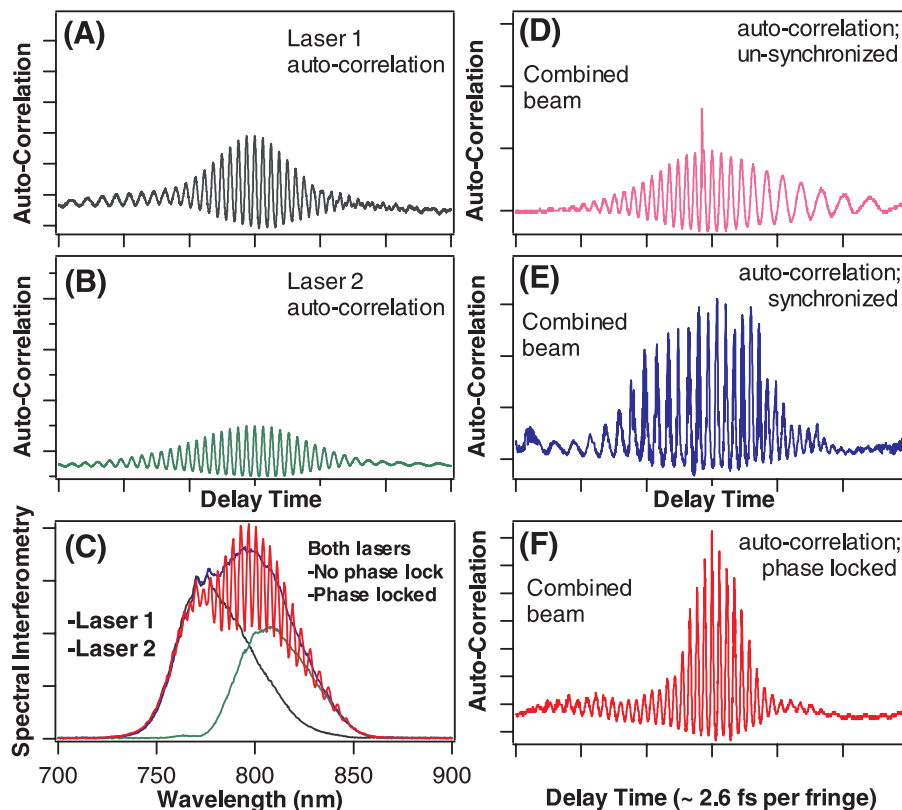 (A)
Laser 1
auto-correlation
Auto-Correlation
(B)
Laser 2
auto-correlation
Auto-Correlation
Delay Time
(C)
Both lasers
-No phase lock
-Phase locked
-Laser 1
-Laser 2
Spectral Interferometry
700
750
800
850
900
Wavelength (nm)
(D)
auto-correlation;
un-synchronized
Combined
beam
Auto-Correlation
(E)
auto-correlation;
synchronized
Combined
beam
Auto-Correlation
Delay Time
(F)
auto-correlation;
phase locked
Combined
beam
Auto-Correlation
Delay Time (~ 2.6 fs per fringe)